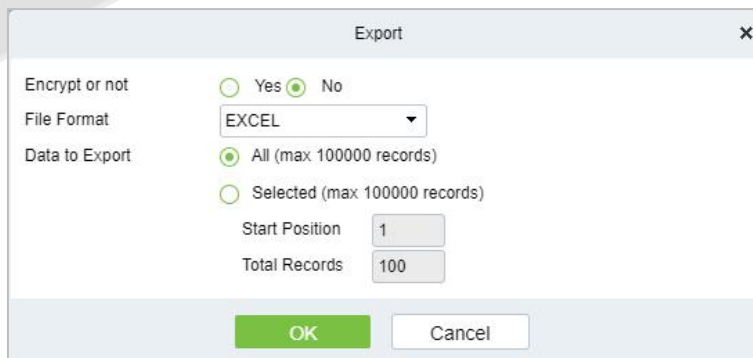 Export
Encrypt or not Yes No
File Format EXCEL
Data to Export All (max 100000 records)
Selected (max 100000 records)
Start Position 1
Total Records 100
OK Cancel